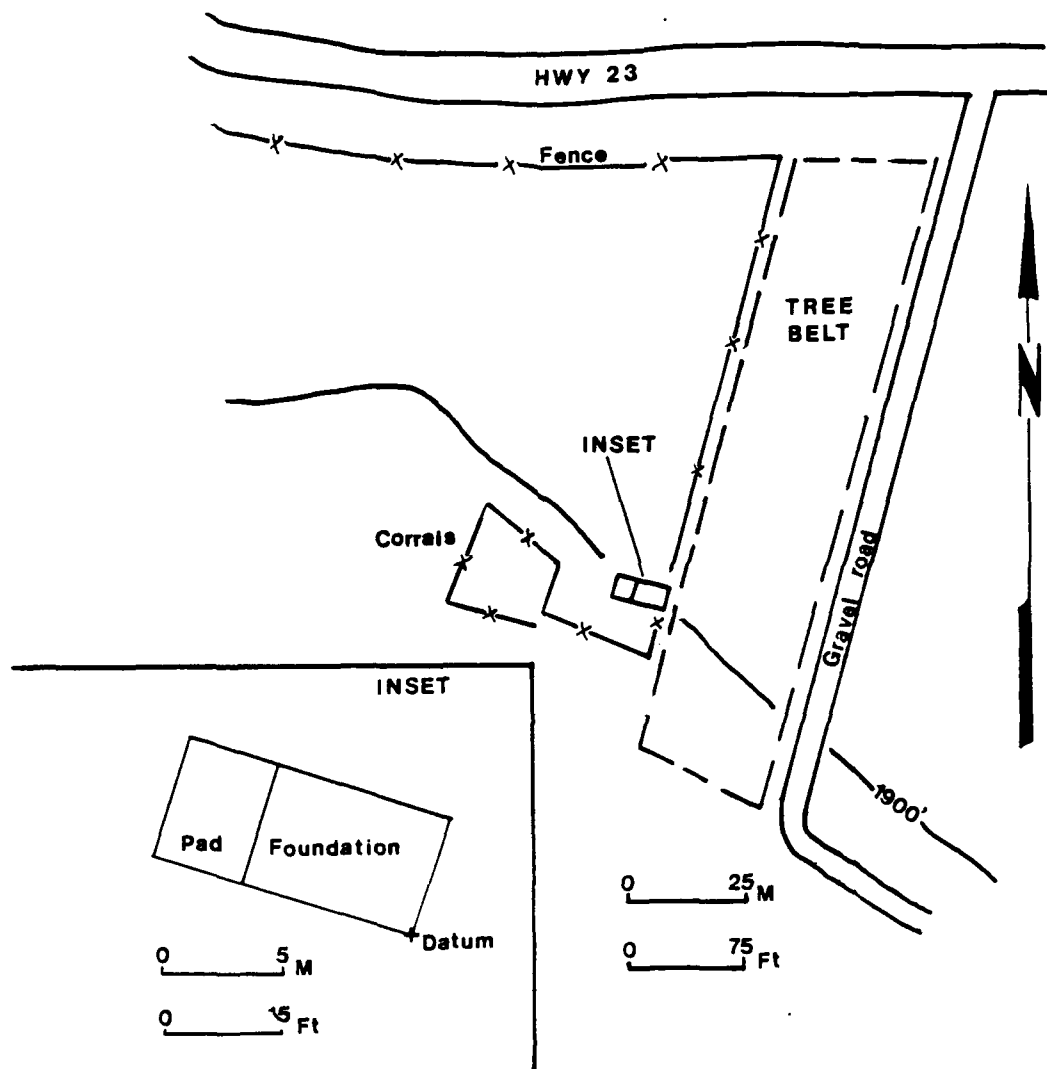 HWY 23
Fence
TREE
BELT
N
INSET
Corrals
Gravel road
INSET
1900'
Pad
Foundation
Datum
0 25 M
0 75 Ft
0 5 M
0 15 Ft